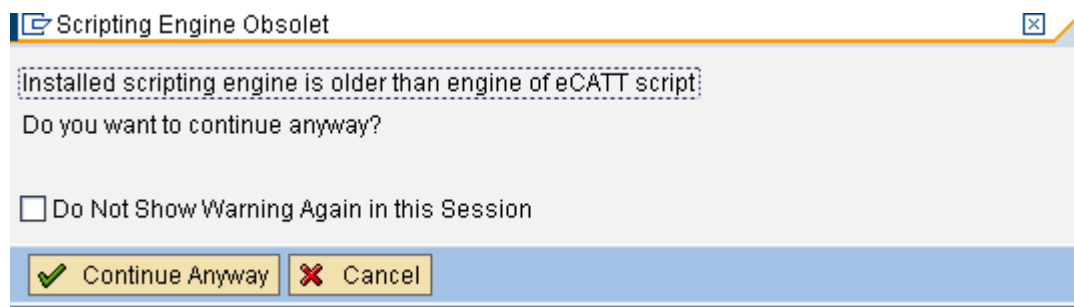 Scripting Engine Obsolet
Installed scripting engine is older than engine of eCATT script
Do you want to continue anyway?
Do Not Show Warning Again in this Session
Continue Anyway Cancel